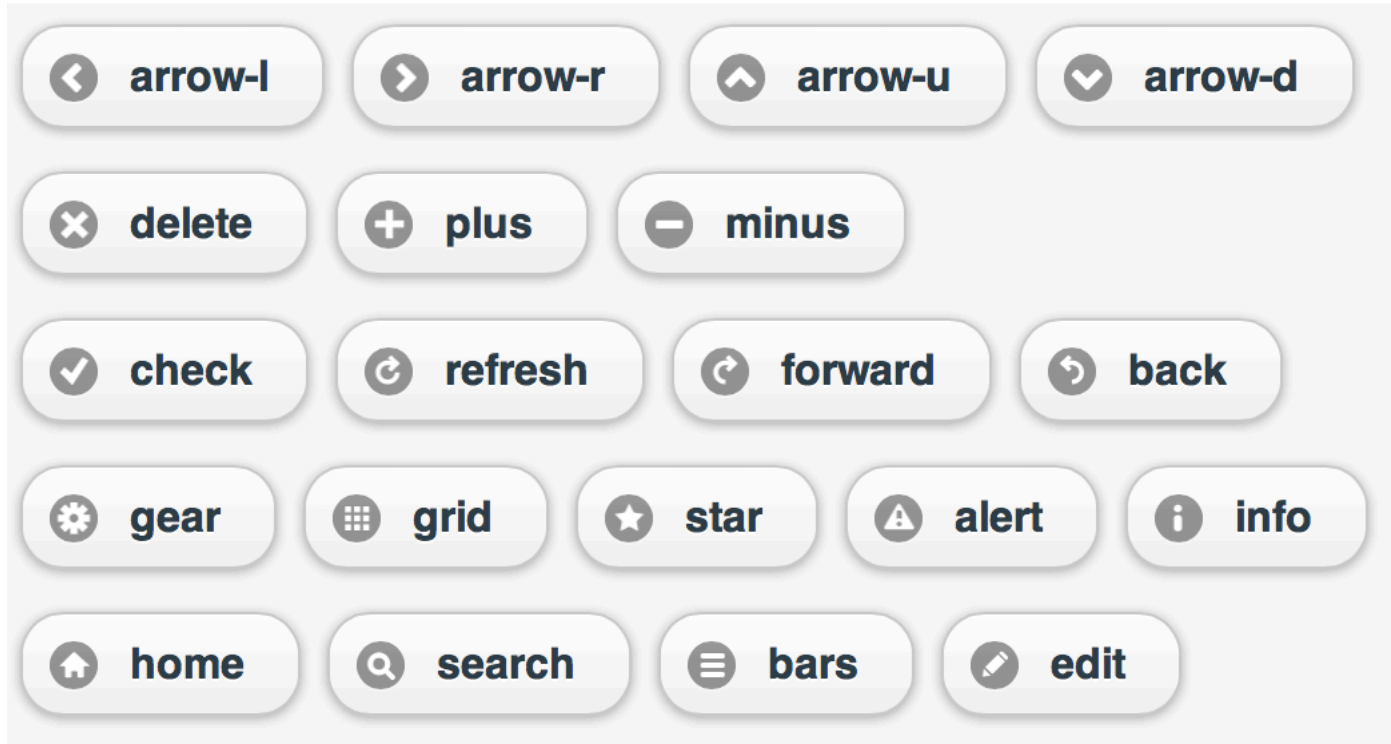 arrow-l arrow-r arrow-u arrow-d
delete plus minus
check refresh forward back
gear grid star alert info
home search bars edit